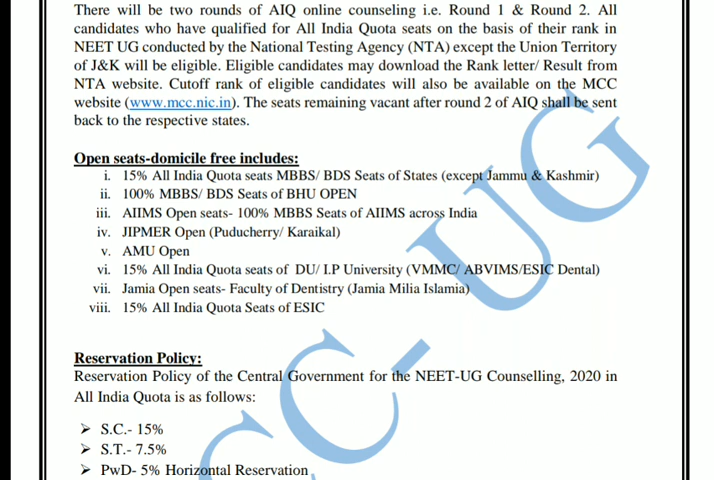 There will be two rounds of AIQ online counseling i.e. Round 1 & Round 2. All
candidates who have qualified for All India Quota seats on the basis of their rank in
NEET UG conducted by the National Testing Agency (NTA) except the Union Territory
of J&K will be eligible. Eligible candidates may download the Rank letter/ Result from
NTA website. Cutoff rank of eligible candidates will also be available on the MCC
website (www.mcc.nic.in). The seats remaining vacant after round 2 of AIQ shall be sent
back to the respective states.
Open seats-domicile free includes:
i. 15% All India Quota seats MBBS/ BDS Seats of States (except Jammu & Kashmir)
ii. 100% MBBS/ BDS Seats of BHU OPEN
iii. AIIMS Open seats- 100% MBBS Seats of AIIMS across India
iv. JIPMER Open (Puducherry/ Karaikal)
v. AMU Open
vi. 15% All India Quota seats of DU/ I.P University (VMMC/ ABVIMS/ESIC Dental)
vii. Jamia Open seats- Faculty of Dentistry (Jamia Milia Islamia)
viii. 15% All India Quota Seats of ESIC
Reservation Policy:
Reservation Policy of the Central Government for the NEET-UG Counselling, 2020 in
All India Quota is as follows:
➢ S.C.- 15%
➢ S.T.- 7.5%
➢ PwD- 5% Horizontal Reservation
CC- UG